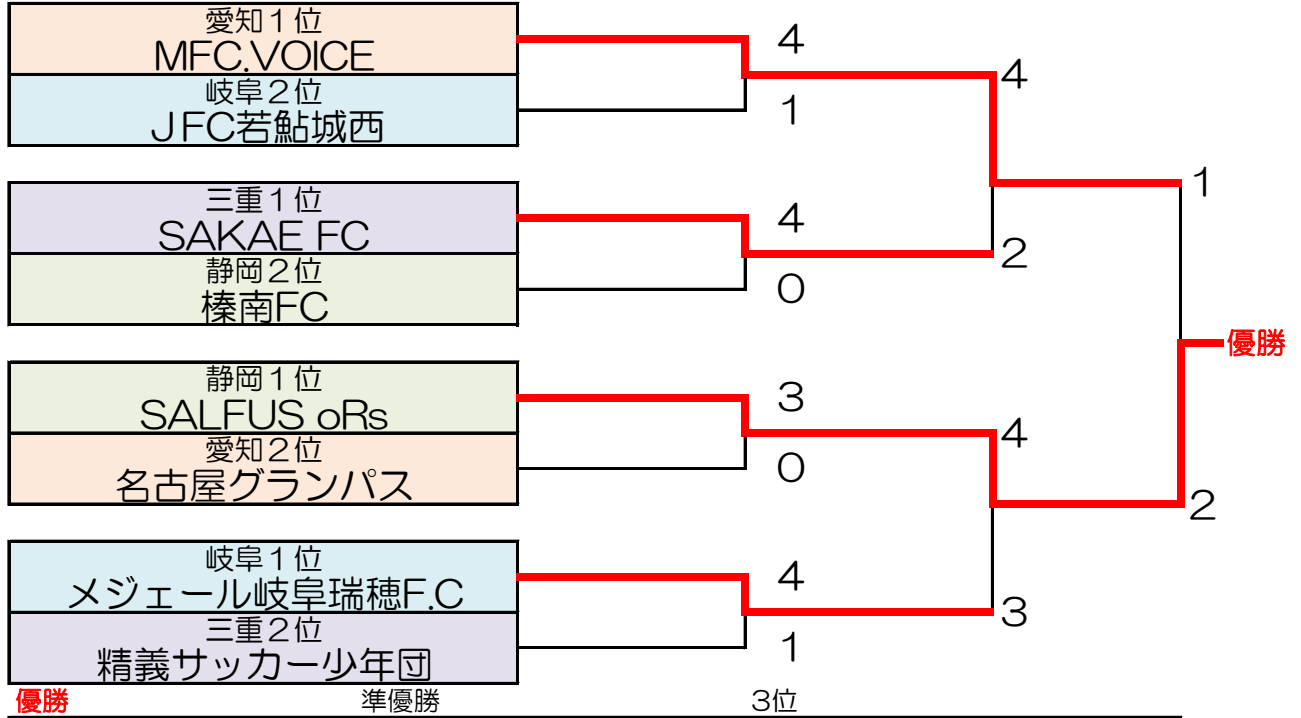 愛知１位
MFC.VOICE
岐阜２位
JFC若鮎城西
4
1
三重１位
SAKAE FC
静岡２位
榛南FC
4
0
4
2
静岡１位
SALFUS oRs
愛知２位
名古屋グランパス
3
0
岐阜１位
メジェール岐阜瑞穂F.C
三重２位
精義サッカー少年団
4
1
4
3
1
2
優勝
優勝
準優勝
3位